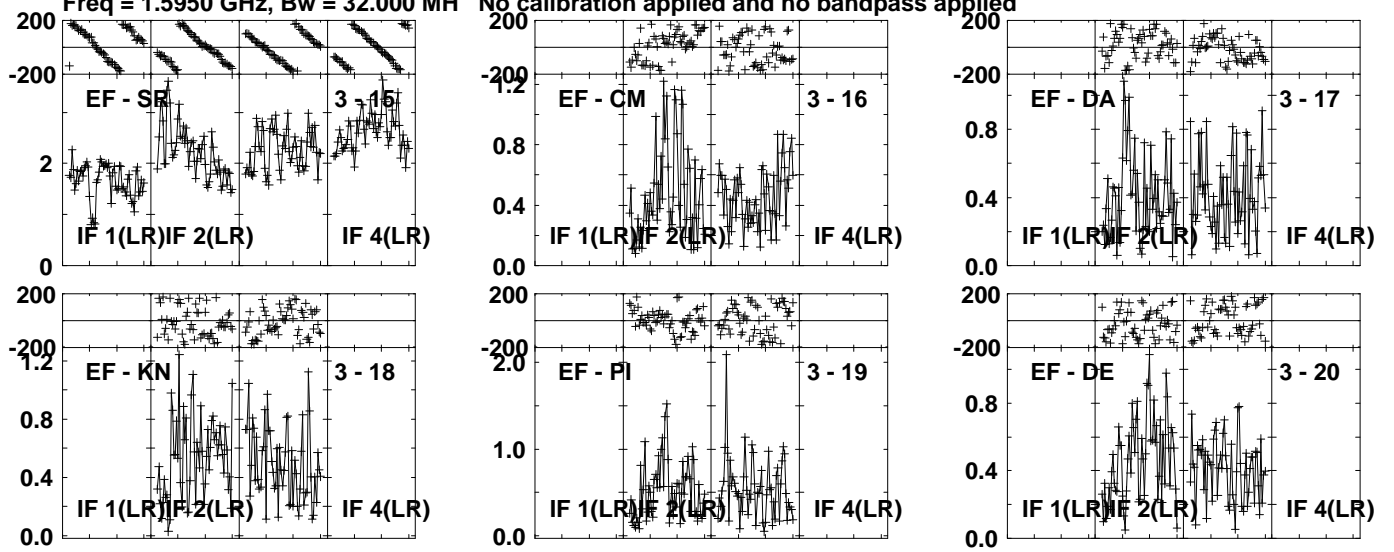 Freq = 1.5950 GHz, Bw = 32.000 MH No calibration applied and no bandpass applied
200
-200
EF - SR 3 - 15
2
0
IF 1(LR) IF 2(LR) IF 4(LR)
-200
1.2
0.8
0.4
0.0
EF - CM 3 - 16
IF 1(LR) IF 2(LR) IF 4(LR)
200
-200
0.8
0.4
0.0
EF - DA 3 - 17
IF 1(LR) IF 2(LR) IF 4(LR)
200
-200
1.2
0.8
0.4
0.0
EF - KN 3 - 18
IF 1(LR) IF 2(LR) IF 4(LR)
200
-200
2.0
1.0
0.0
EF - PI 3 - 19
IF 1(LR) IF 2(LR) IF 4(LR)
200
-200
0.8
0.4
0.0
EF - DE 3 - 20
IF 1(LR) IF 2(LR) IF 4(LR)